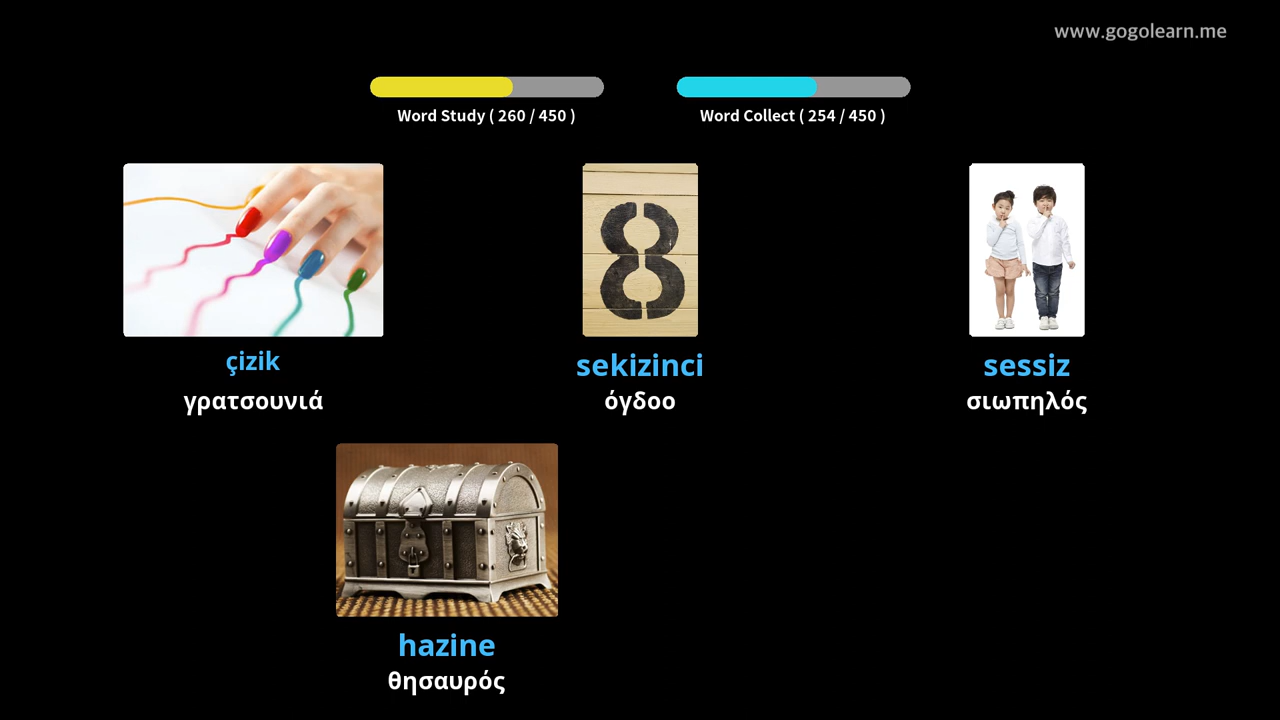 www.gogolearn.me
Word Study ( 260 / 450 )
Word Collect ( 254 / 450 )
8
çizik
γρατσουνιά
sekizinci
όγδοο
sessiz
σιωπηλός
hazine
θησαυρός